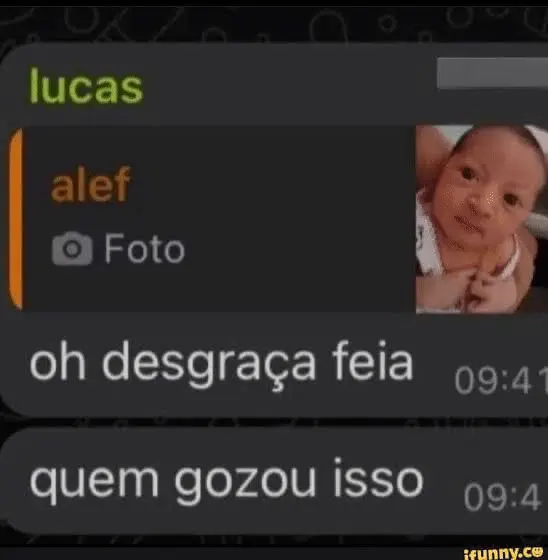 lucas
alef
Foto
oh desgraça feia
09:41
quem gozou isso
09:4
ifunny.co